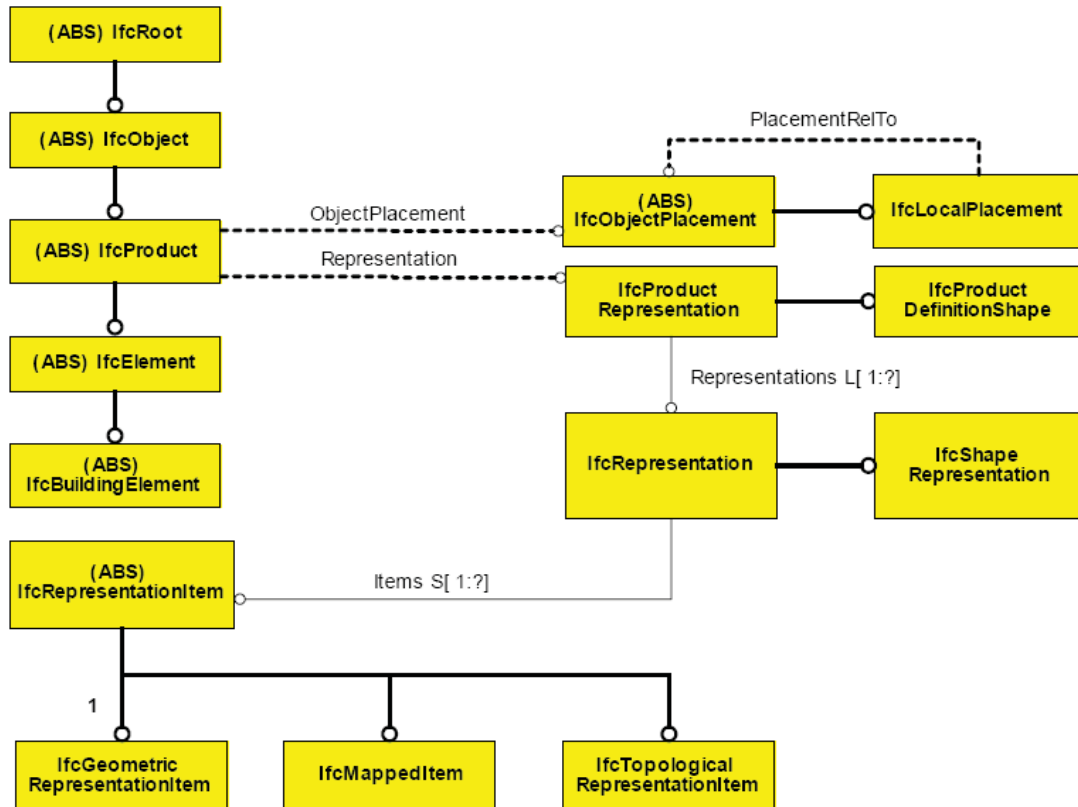 (ABS) IfcRoot
(ABS) IfcObject
PlacementRelTo
(ABS)
IfcObjectPlacement
IfcLocalPlacement
ObjectPlacement
(ABS) IfcProduct
Representation
IfcProduct
Representation
IfcProduct
DefinitionShape
(ABS) IfcElement
Representations L[ 1:?]
(ABS)
IfcBuildingElement
IfcRepresentation
IfcShape
Representation
(ABS)
IfcRepresentationItem
Items S[ 1:?]
1
IfcGeometric
RepresentationItem
IfcMappedItem
IfcTopological
RepresentationItem